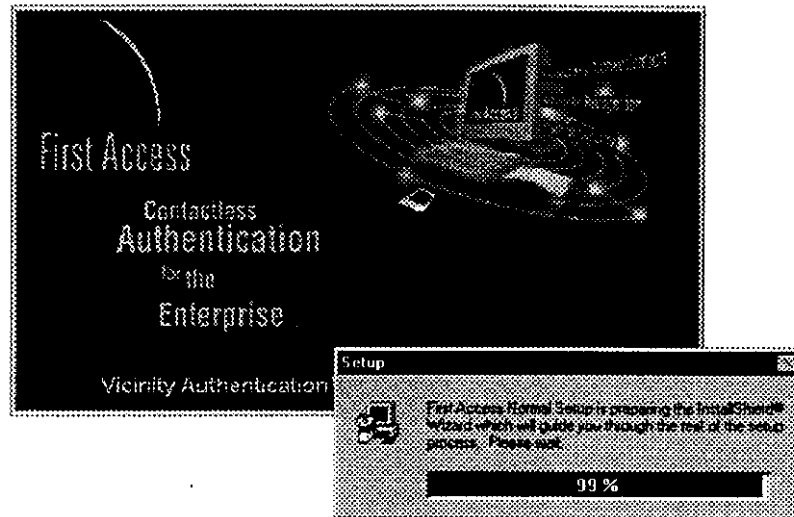 First Access
Contactless
Authentication
for the
Enterprise
Vicinity Authentication
Setup
First Access Normal Setup is preparing the InstallShield®
Wizard which will guide you through the rest of the setup
process. Please wait.
99 %